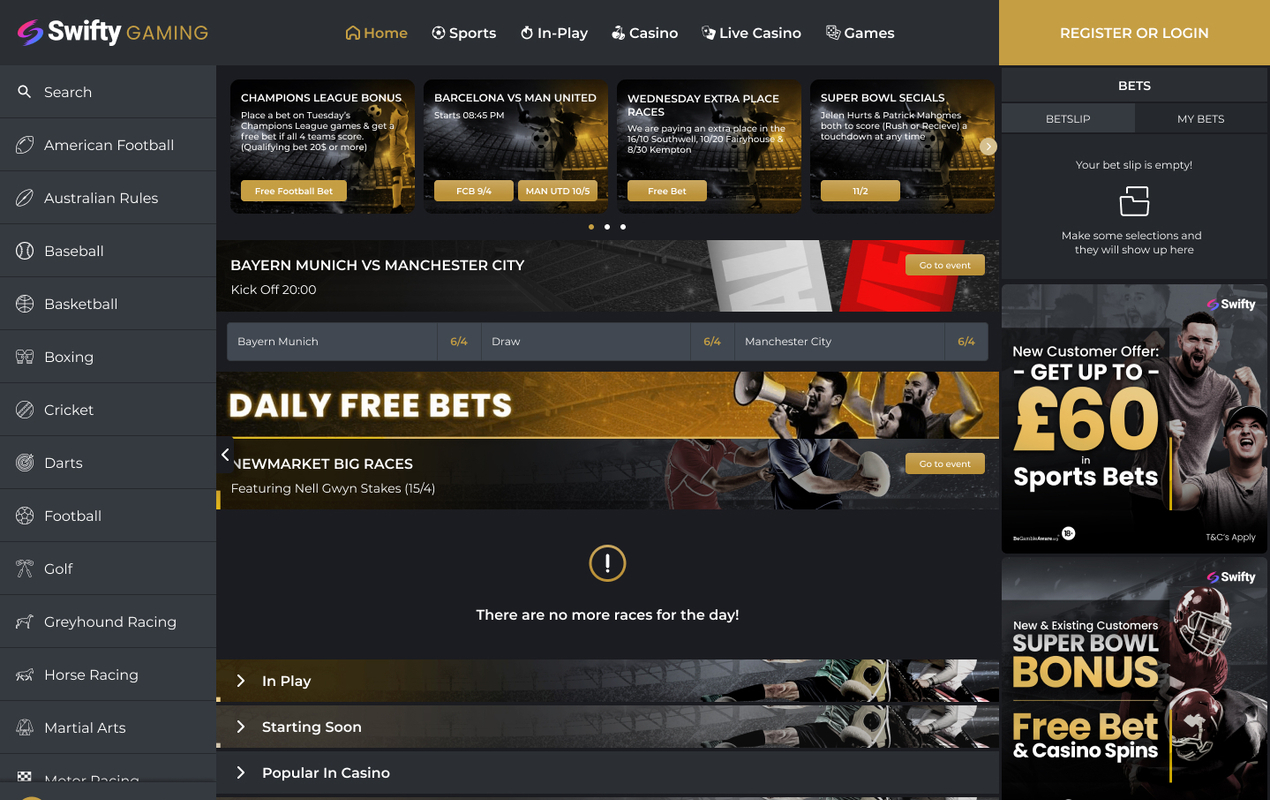 Swifty GAMING
Home
Sports
In-Play
Casino
Live Casino
Games
REGISTER OR LOGIN
Search
American Football
Australian Rules
Baseball
Basketball
Boxing
Cricket
Darts
Football
Golf
Greyhound Racing
Horse Racing
Martial Arts
Motor Racing
CHAMPIONS LEAGUE BONUS
Place a bet on Tuesday's
Champions League games & get a
free bet if all 4 teams score.
(Qualifying bet 20$ or more)
Free Football Bet
BARCELONA VS MAN UNITED
Starts 08:45 PM
FCB 9/4
MAN UTD 10/5
WEDNESDAY EXTRA PLACE
RACES
We are paying an extra place in the
16/10 Southwell, 10/20 Fairyhouse &
8/30 Kempton
Free Bet
SUPER BOWL SECIALS
Jelen Hurts & Patrick Mahomes
both to score (Rush or Recieve) a
touchdown at any time
11/2
BAYERN MUNICH VS MANCHESTER CITY
Kick Off 20:00
Go to event
Bayern Munich
6/4
Draw
6/4
Manchester City
6/4
DAILY FREE BETS
NEWMARKET BIG RACES
Featuring Nell Gwyn Stakes (15/4)
Go to event
There are no more races for the day!
In Play
Starting Soon
Popular In Casino
BETS
BETSLIP
MY BETS
Your bet slip is empty!
Make some selections and
they will show up here
Swifty
New Customer Offer:
- GET UP TO -
£60
in
Sports Bets
BeGambleAware.org
18+
T&C's Apply
Swifty
New & Existing Customers
SUPER BOWL
BONUS
Free Bet
& Casino Spins